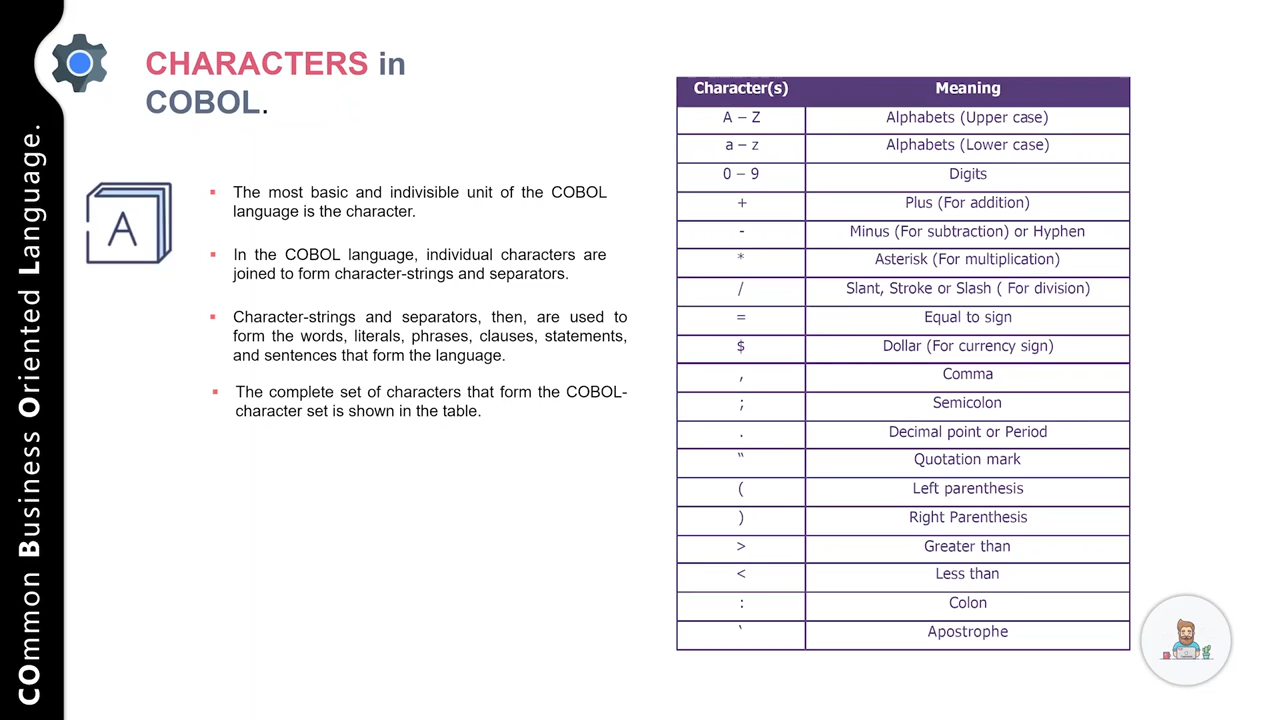 COmmon Business Oriented Language.
CHARACTERS in
COBOL.
A
▪ The most basic and indivisible unit of the COBOL
language is the character.
▪ In the COBOL language, individual characters are
joined to form character-strings and separators.
▪ Character-strings and separators, then, are used to
form the words, literals, phrases, clauses, statements,
and sentences that form the language.
▪ The complete set of characters that form the COBOL-
character set is shown in the table.
Character(s) Meaning
A – Z Alphabets (Upper case)
a – z Alphabets (Lower case)
0 – 9 Digits
+ Plus (For addition)
- Minus (For subtraction) or Hyphen
* Asterisk (For multiplication)
/ Slant, Stroke or Slash ( For division)
= Equal to sign
$ Dollar (For currency sign)
, Comma
; Semicolon
. Decimal point or Period
“ Quotation mark
( Left parenthesis
) Right Parenthesis
> Greater than
< Less than
: Colon
‘ Apostrophe